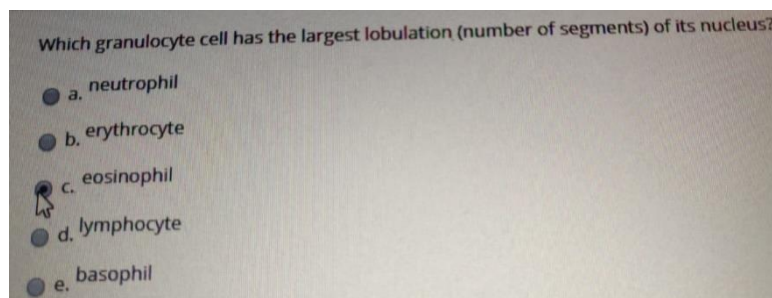 Which granulocyte cell has the largest lobulation (number of segments) of its nucleus?
a. neutrophil
b. erythrocyte
c. eosinophil
d. lymphocyte
e. basophil